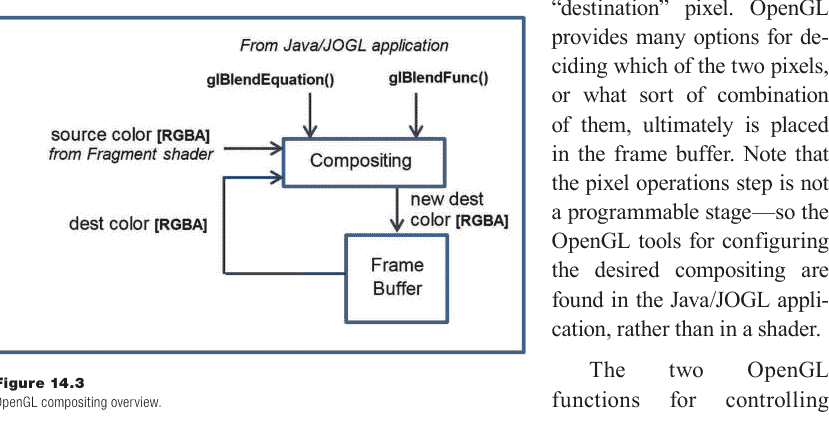 From Java/JOGL application
glBlendEquation()
glBlendFunc()
source color [RGBA]
from Fragment shader
Compositing
dest color [RGBA]
new dest
color [RGBA]
Frame
Buffer
igure 14.3
OpenGL compositing overview.
“destination” pixel. OpenGL
provides many options for de-
ciding which of the two pixels,
or what sort of combination
of them, ultimately is placed
in the frame buffer. Note that
the pixel operations step is not
a programmable stage—so the
OpenGL tools for configuring
the desired compositing are
found in the Java/JOGL appli-
cation, rather than in a shader.
The two OpenGL
functions for controlling